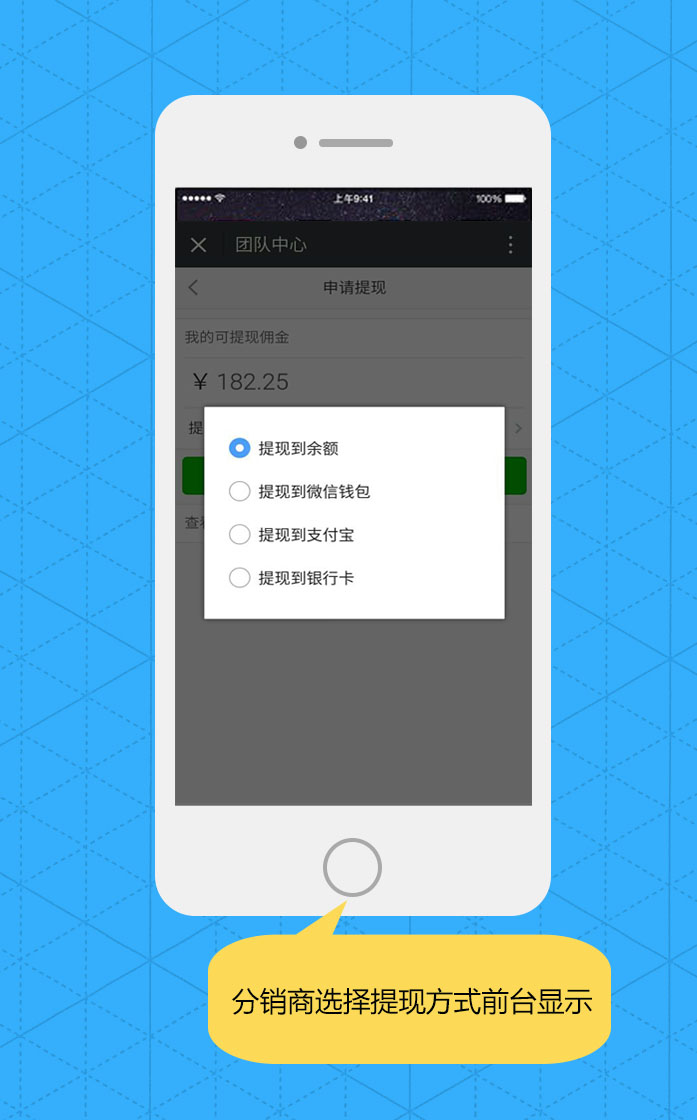 上午9:41
100%
团队中心
申请提现
我的可提现佣金
¥ 182.25
提
提现到余额
提现到微信钱包
提现到支付宝
提现到银行卡
查
分销商选择提现方式前台显示